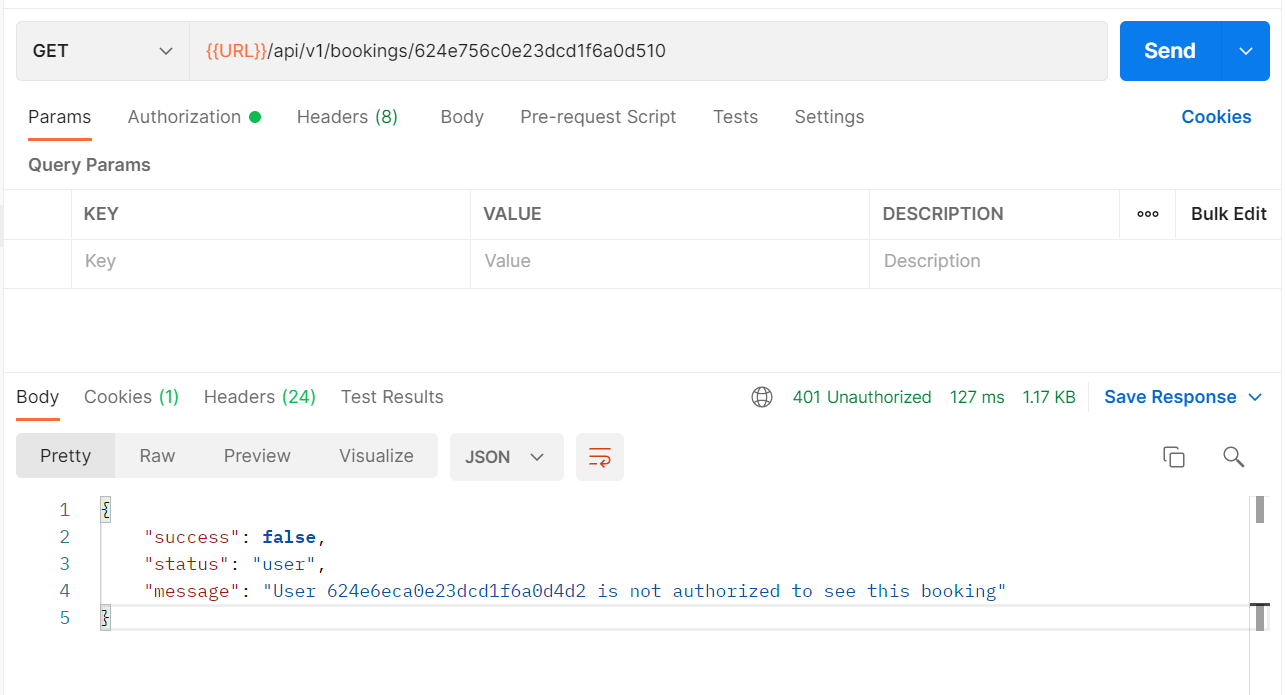 GET {{URL}}/api/v1/bookings/624e756c0e23dcd1f6a0d510 Send
Params Authorization Headers (8) Body Pre-request Script Tests Settings Cookies
Query Params
KEY VALUE DESCRIPTION ooo Bulk Edit
Key Value Description
Body Cookies (1) Headers (24) Test Results 401 Unauthorized 127 ms 1.17 KB Save Response
Pretty Raw Preview Visualize JSON
1 {
2 "success": false,
3 "status": "user",
4 "message": "User 624e6eca0e23dcd1f6a0d4d2 is not authorized to see this booking"
5 }